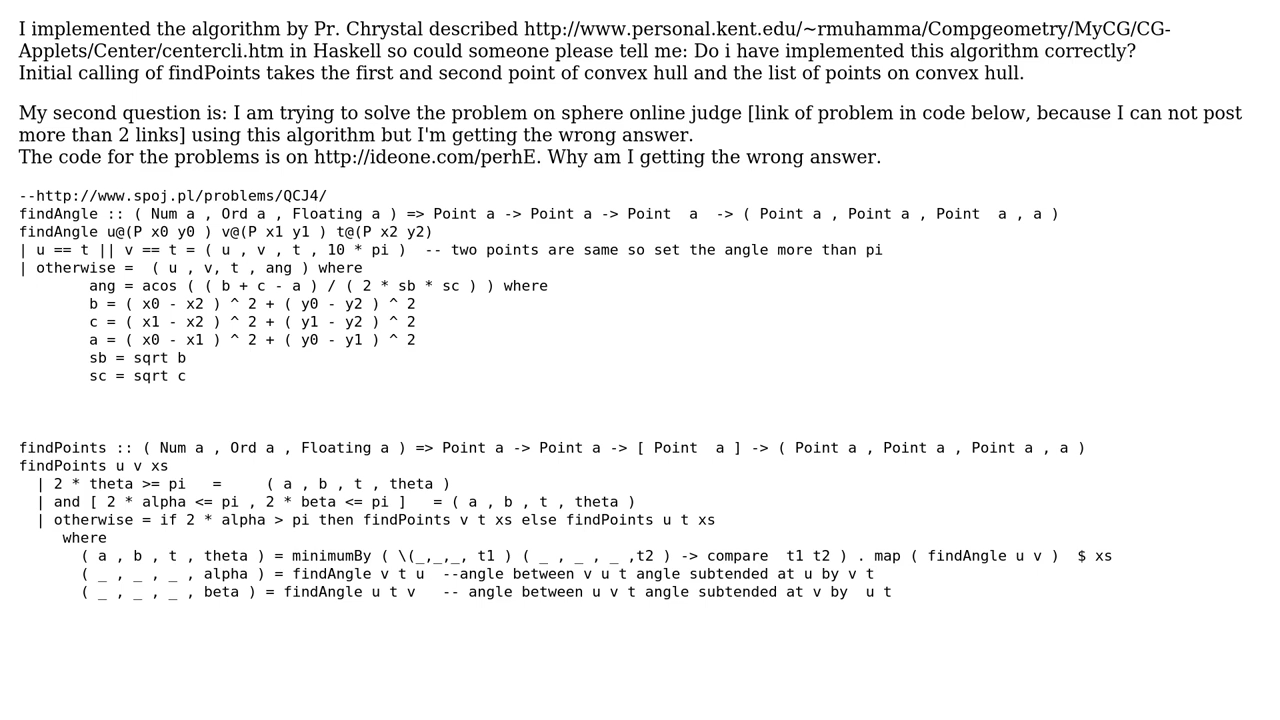 I implemented the algorithm by Pr. Chrystal described http://www.personal.kent.edu/~rmuhamma/Compgeometry/MyCG/CG-
Applets/Center/centercli.htm in Haskell so could someone please tell me: Do i have implemented this algorithm correctly?
Initial calling of findPoints takes the first and second point of convex hull and the list of points on convex hull.
My second question is: I am trying to solve the problem on sphere online judge [link of problem in code below, because I can not post
more than 2 links] using this algorithm but I'm getting the wrong answer.
The code for the problems is on http://ideone.com/perhE. Why am I getting the wrong answer.
--http://www.spoj.pl/problems/QCJ4/
findAngle :: ( Num a , Ord a , Floating a ) => Point a -> Point a -> Point  a  -> ( Point a , Point a , Point  a , a )
findAngle u@(P x0 y0 ) v@(P x1 y1 ) t@(P x2 y2)
| u == t || v == t = ( u , v , t , 10 * pi )  -- two points are same so set the angle more than pi
| otherwise =  ( u , v, t , ang ) where
        ang = acos ( ( b + c - a ) / ( 2 * sb * sc ) ) where
        b = ( x0 - x2 ) ^ 2 + ( y0 - y2 ) ^ 2
        c = ( x1 - x2 ) ^ 2 + ( y1 - y2 ) ^ 2
        a = ( x0 - x1 ) ^ 2 + ( y0 - y1 ) ^ 2
        sb = sqrt b
        sc = sqrt c
findPoints :: ( Num a , Ord a , Floating a ) => Point a -> Point a -> [ Point  a ] -> ( Point a , Point a , Point a , a )
findPoints u v xs
  | 2 * theta >= pi   =     ( a , b , t , theta )
  | and [ 2 * alpha <= pi , 2 * beta <= pi ]   = ( a , b , t , theta )
  | otherwise = if 2 * alpha > pi then findPoints v t xs else findPoints u t xs
     where
       ( a , b , t , theta ) = minimumBy ( \(_,_,_, t1 ) ( _ , _ , _ ,t2 ) -> compare  t1 t2 ) . map ( findAngle u v )  $ xs
       ( _ , _ , _ , alpha ) = findAngle v t u  --angle between v u t angle subtended at u by v t
       ( _ , _ , _ , beta ) = findAngle u t v   -- angle between u v t angle subtended at v by  u t